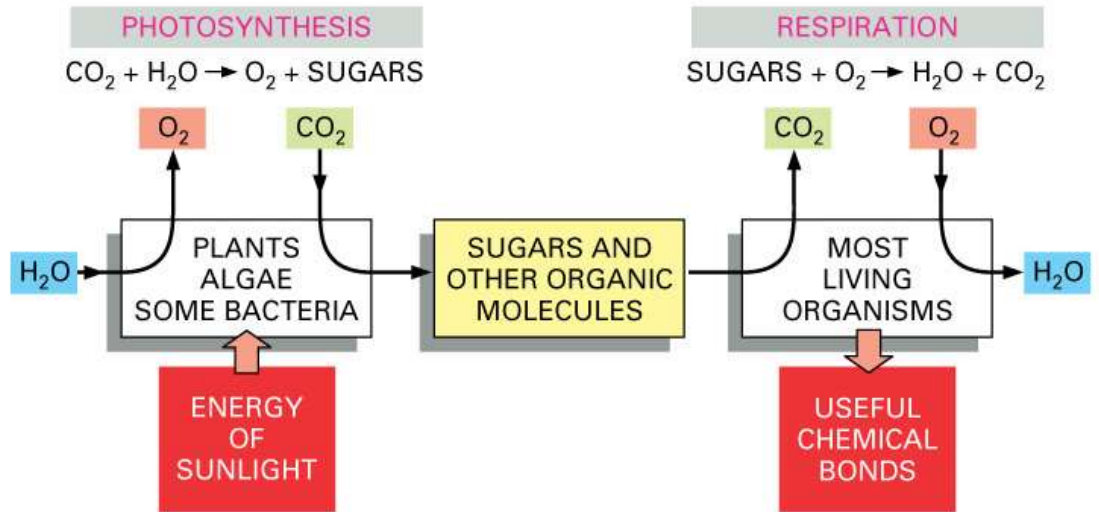 PHOTOSYNTHESIS
CO₂ + H₂O → O₂ + SUGARS
O₂
CO₂
H₂O
PLANTS
ALGAE
SOME BACTERIA
ENERGY
OF
SUNLIGHT
SUGARS AND
OTHER ORGANIC
MOLECULES
RESPIRATION
SUGARS + O₂ → H₂O + CO₂
CO₂
O₂
MOST
LIVING
ORGANISMS
H₂O
USEFUL
CHEMICAL
BONDS